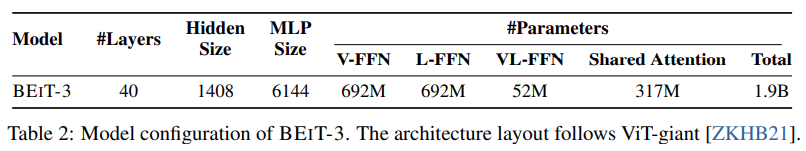 Model #Layers Hidden Size MLP Size #Parameters
V-FFN L-FFN VL-FFN Shared Attention Total
BEIT-3 40 1408 6144 692M 692M 52M 317M 1.9B
Table 2: Model configuration of BEIT-3. The architecture layout follows ViT-giant [ZKHB21].